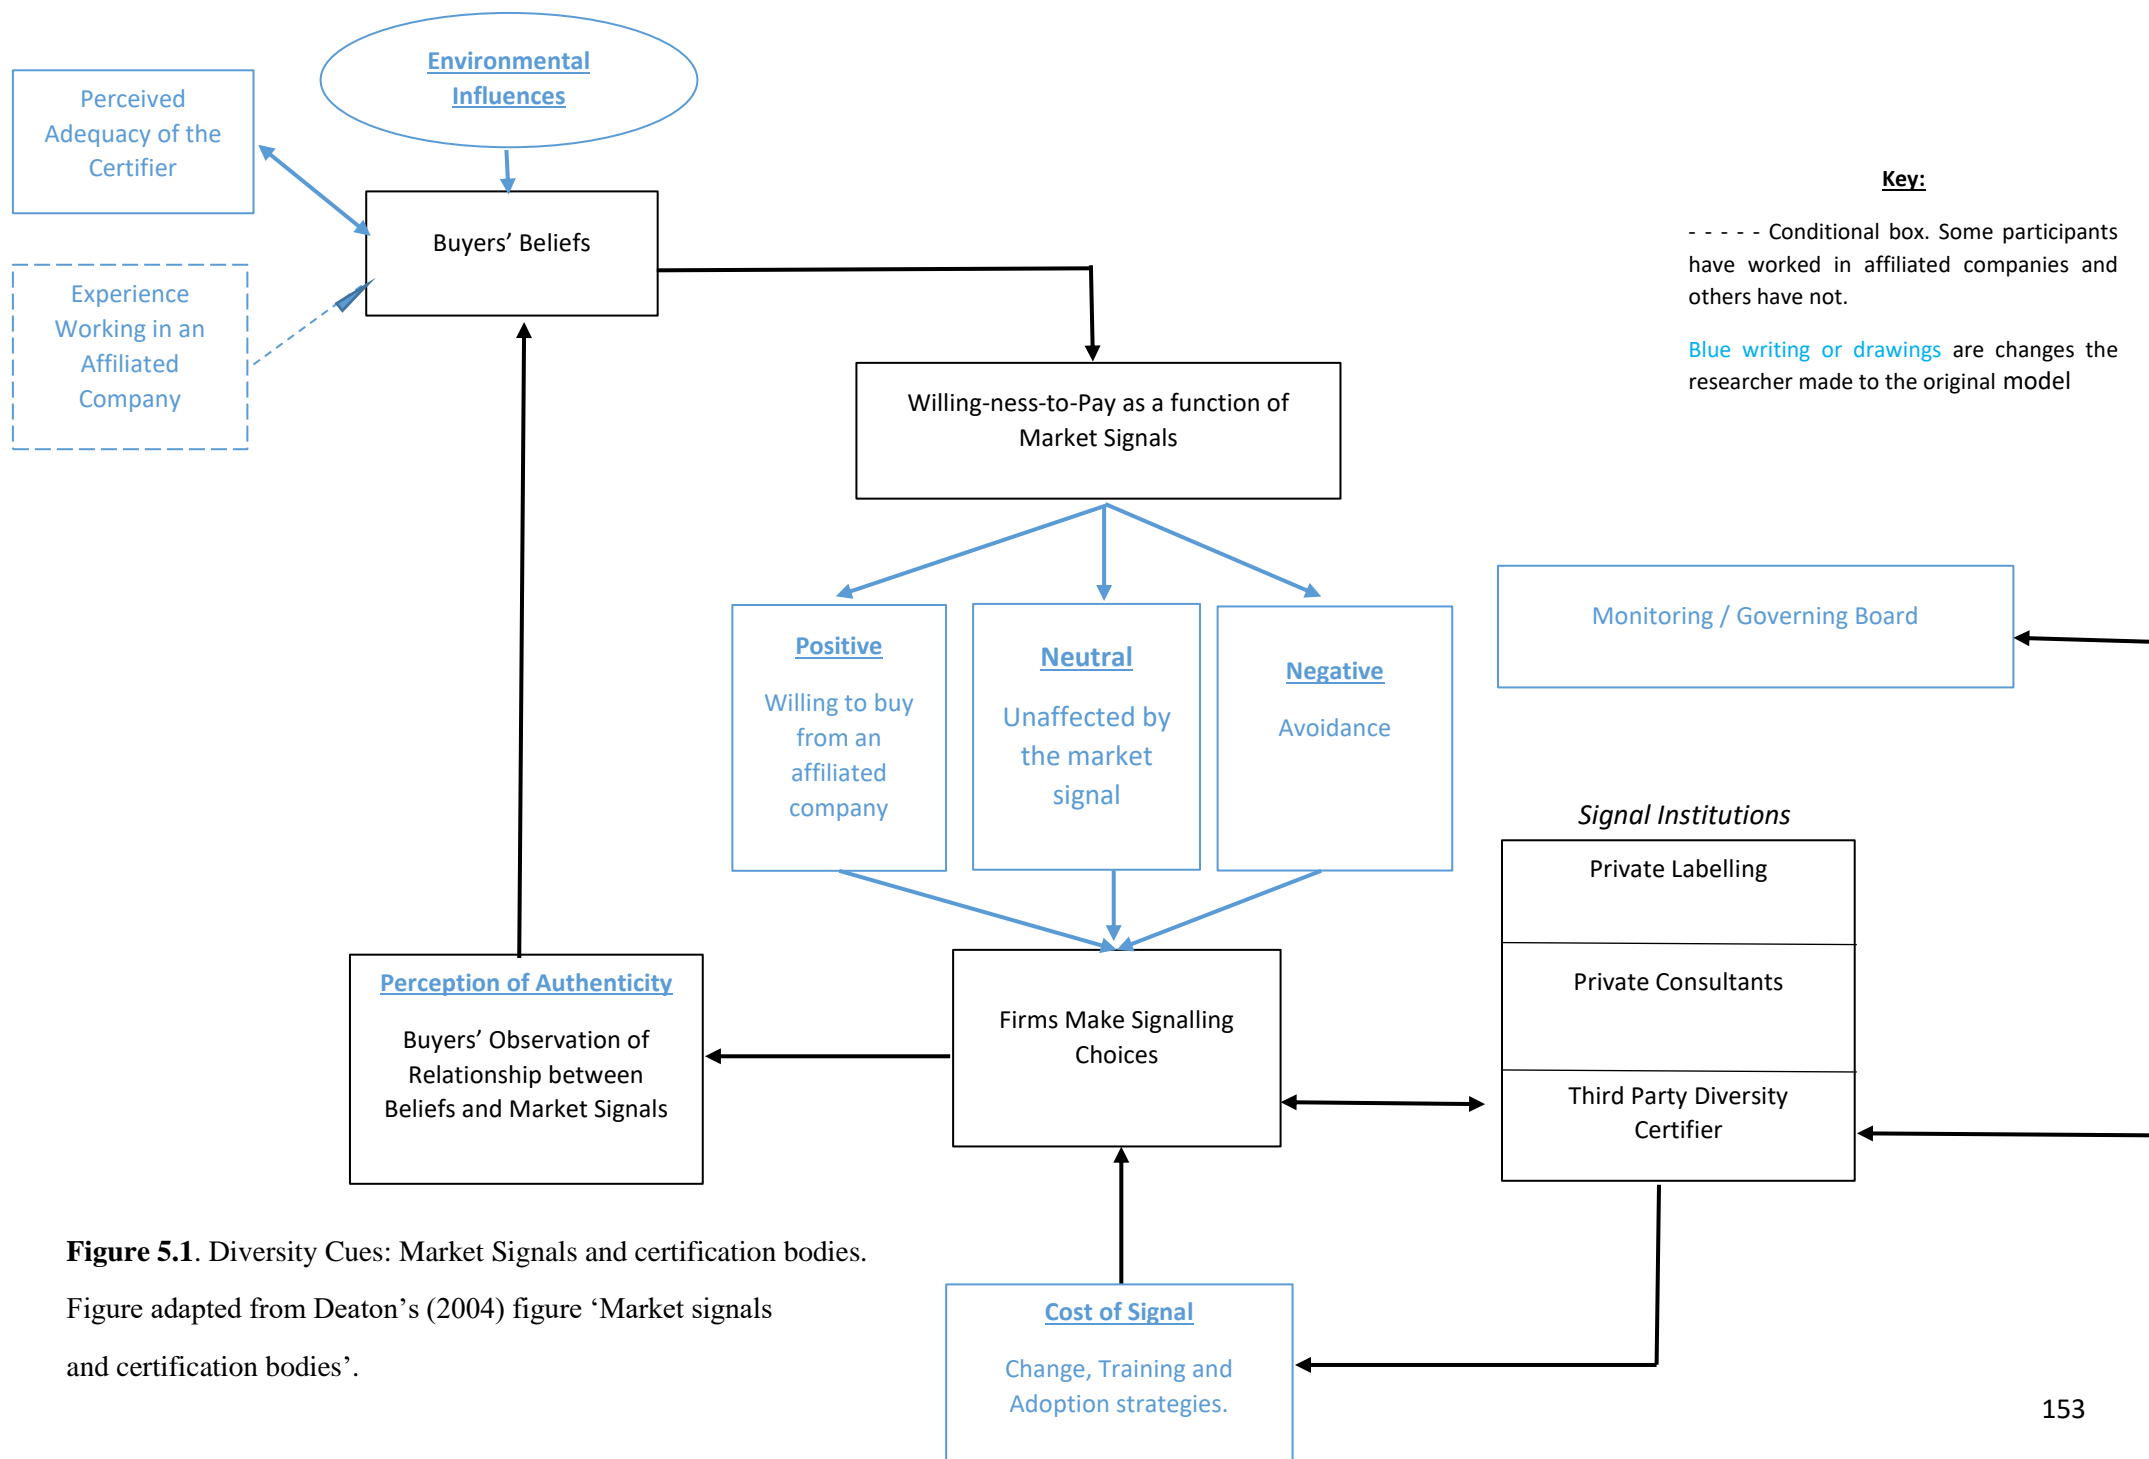 Environmental
Influences
Perceived
Adequacy of the
Certifier
Key:
Buyers’ Beliefs
- - - - - Conditional box. Some participants
have worked in affiliated companies and
others have not.
Experience
Working in an
Affiliated
Company
Blue writing or drawings are changes the
researcher made to the original model
Willing-ness-to-Pay as a function of
Market Signals
Monitoring / Governing Board
Positive
Willing to buy
from an
affiliated
company
Neutral
Unaffected by
the market
signal
Negative
Avoidance
Signal Institutions
Private Labelling
Private Consultants
Third Party Diversity
Certifier
Perception of Authenticity
Buyers’ Observation of
Relationship between
Beliefs and Market Signals
Firms Make Signalling
Choices
Figure 5.1. Diversity Cues: Market Signals and certification bodies.
Figure adapted from Deaton’s (2004) figure ‘Market signals
and certification bodies’.
Cost of Signal
Change, Training and
Adoption strategies.
153